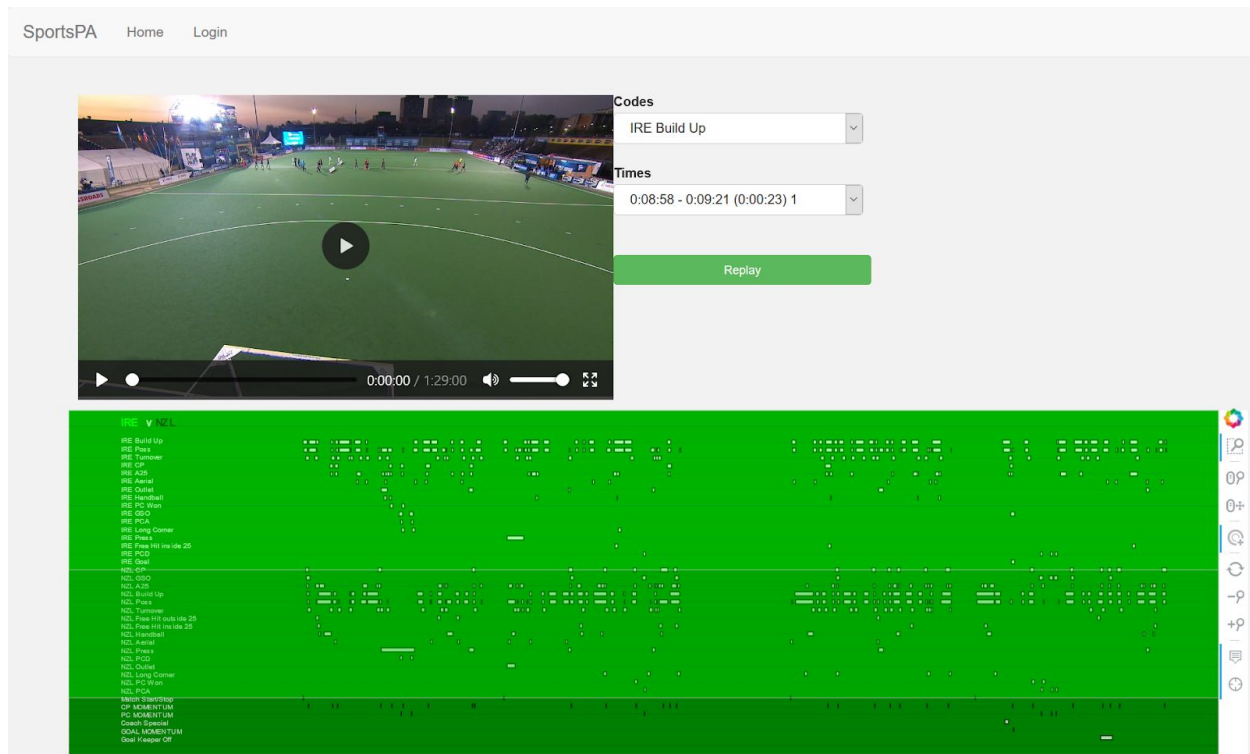 SportsPA Home Login
Codes
IRE Build Up
Times
0:08:58 - 0:09:21 (0:00:23) 1
Replay
0:00:00 / 1:29:00
IRE v NZL
IRE Build Up
IRE Poss
IRE Turnover
IRE CP
IRE A25
IRE Aerial
IRE Outlet
IRE Handball
IRE PC Won
IRE GSO
IRE PCA
IRE Long Corner
IRE Press
IRE Free Hit inside 25
IRE PCD
IRE Goal
NZL CP
NZL GSO
NZL A25
NZL Build Up
NZL Poss
NZL Turnover
NZL Free Hit outside 25
NZL Free Hit inside 25
NZL Handball
NZL Aerial
NZL Press
NZL PCD
NZL Outlet
NZL Long Corner
NZL PC Won
NZL PCA
Match Start/Stop
CP MOMENTUM
PC MOMENTUM
Coach Special
GOAL MOMENTUM
Goal Keeper Off